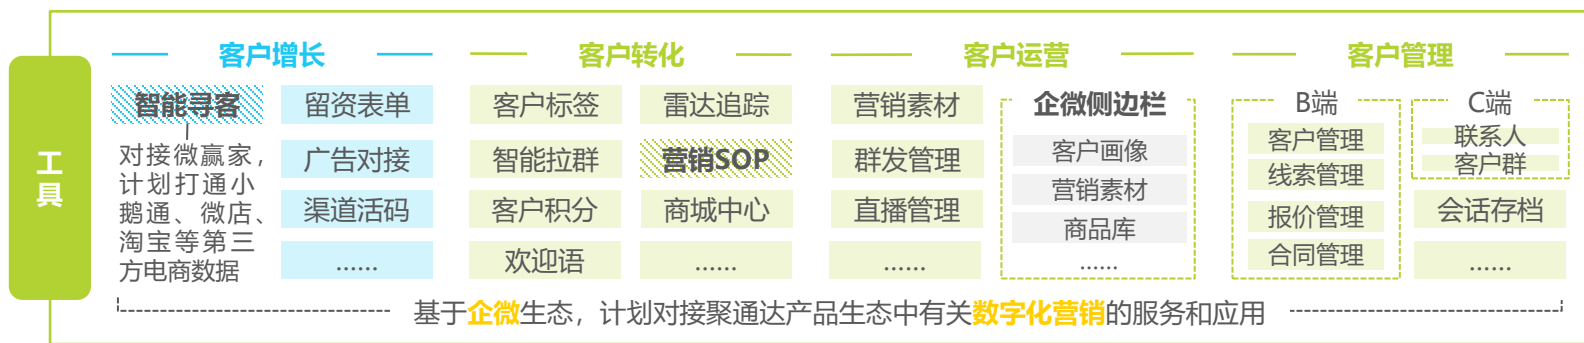 工具
客户增长
智能寻客
对接微赢家，
计划打通小
鹅通、微店、
淘宝等第三
方电商数据
留资表单
广告对接
渠道活码
……
客户转化
客户标签
智能拉群
客户积分
欢迎语
雷达追踪
营销SOP
商城中心
……
客户运营
营销素材
群发管理
直播管理
……
企微侧边栏
客户画像
营销素材
商品库
……
客户管理
B端
客户管理
线索管理
报价管理
合同管理
C端
联系人
客户群
会话存档
……
基于企微生态，计划对接聚通达产品生态中有关数字化营销的服务和应用